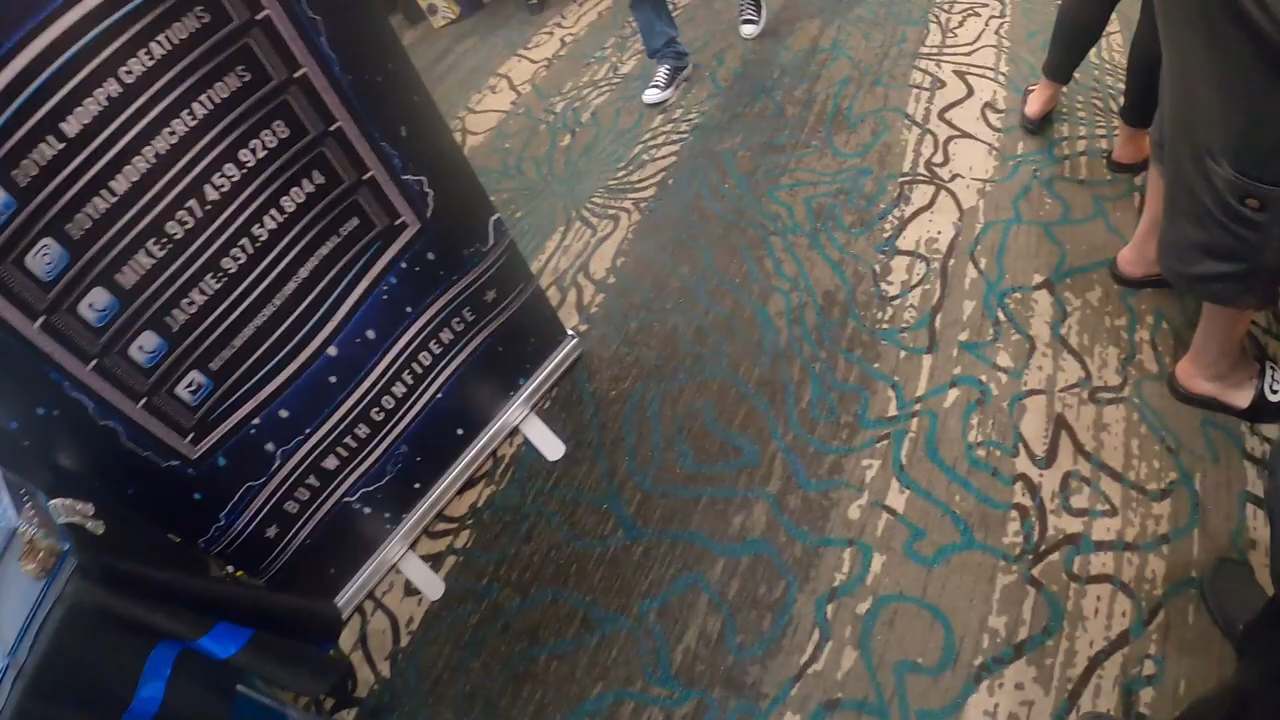 ROYAL MORPH CREATIONS
ROYALMORPHCREATIONS
MIKE: 937.459.9288
JACKIE: 937.541.8044
★ BUY WITH CONFIDENCE ★